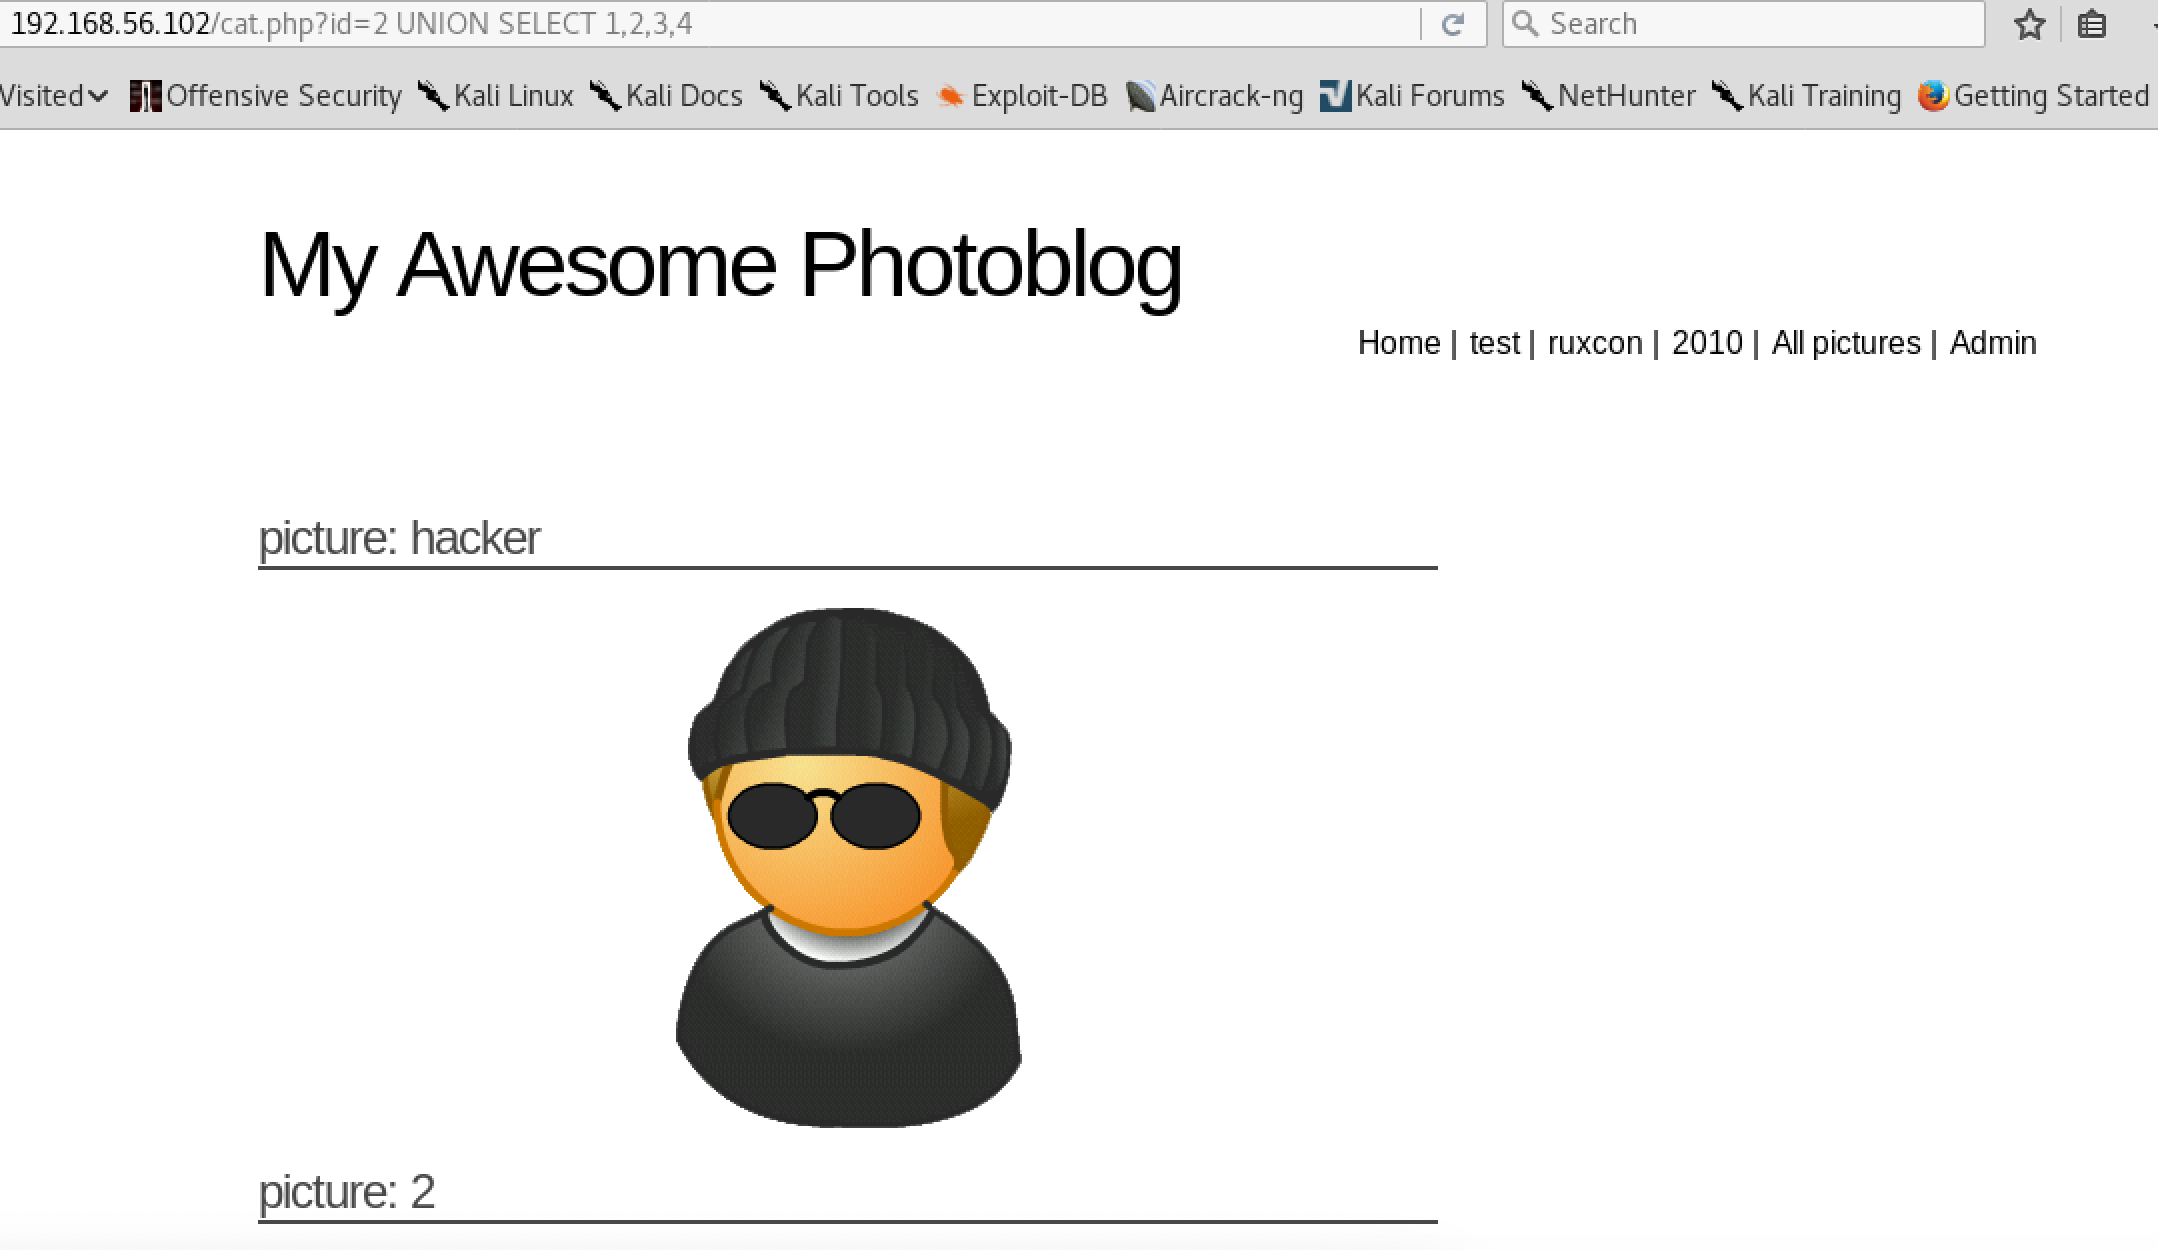 192.168.56.102/cat.php?id=2 UNION SELECT 1,2,3,4
Search
Visited Offensive Security Kali Linux Kali Docs Kali Tools Exploit-DB Aircrack-ng Kali Forums NetHunter Kali Training Getting Started
My Awesome Photoblog
Home | test | ruxcon | 2010 | All pictures | Admin
picture: hacker
picture: 2